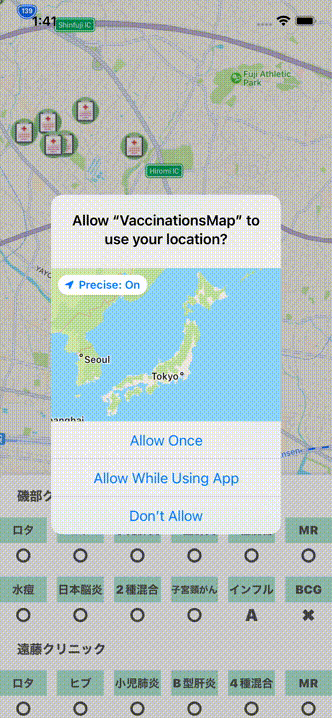 139
1:41
Shinfuji IC
Fuji Athletic
Park
Hiromi IC
Allow “VaccinationsMap” to
use your location?
Precise: On
Seoul
Tokyo
Allow Once
Allow While Using App
Don’t Allow
磯部ク
ロタ
MR
水痘
日本脳炎
2種混合
子宮頸がん
インフル
BCG
A
✖
遠藤クリニック
ロタ
ヒブ
小児肺炎
B型肝炎
4種混合
MR